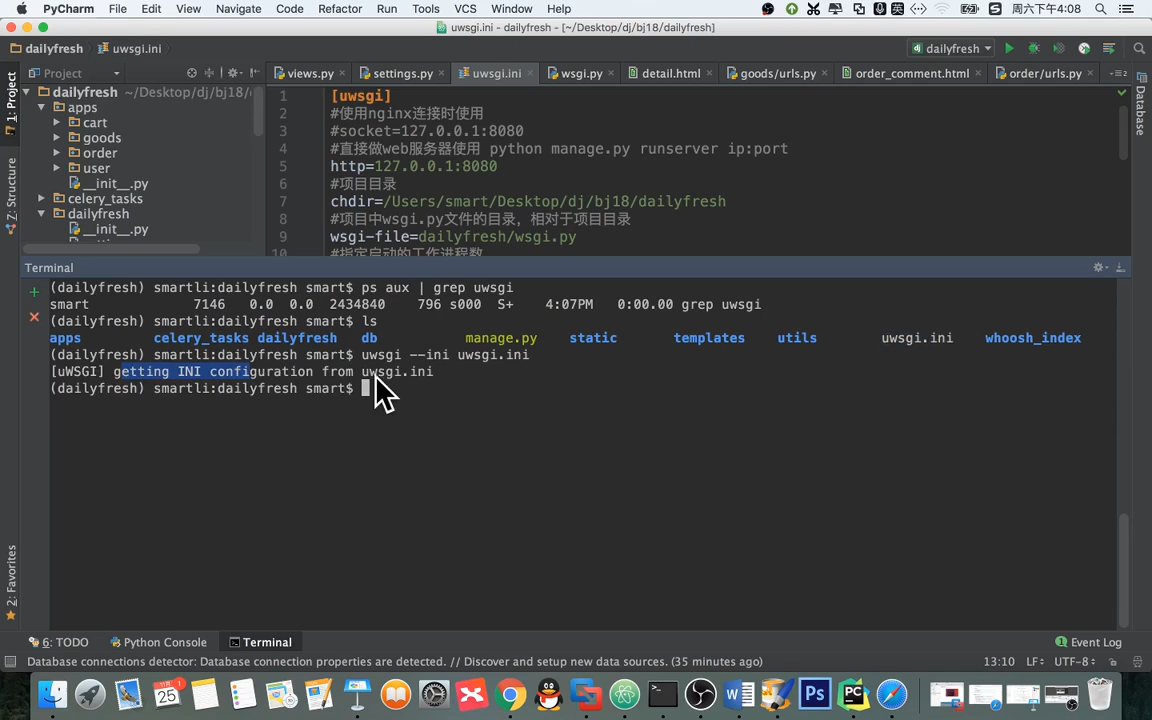 PyCharm File Edit View Navigate Code Refactor Run Tools VCS Window Help 周六下午4:08
uwsgi.ini - dailyfresh - [~/Desktop/dj/bj18/dailyfresh]
dailyfresh uwsgi.ini dailyfresh
Project views.py settings.py uwsgi.ini wsgi.py detail.html goods/urls.py order_comment.html order/urls.py
1: Project
Z: Structure
2: Favorites
Database
dailyfresh ~/Desktop/dj/bj18/
apps
cart
goods
order
user
__init__.py
celery_tasks
dailyfresh
__init__.py
1 [uwsgi]
2 #使用nginx连接时使用
3 #socket=127.0.0.1:8080
4 #直接做web服务器使用 python manage.py runserver ip:port
5 http=127.0.0.1:8080
6 #项目目录
7 chdir=/Users/smart/Desktop/dj/bj18/dailyfresh
8 #项目中wsgi.py文件的目录，相对于项目目录
9 wsgi-file=dailyfresh/wsgi.py
10 #指定启动的工作进程数
Terminal
(dailyfresh) smartli:dailyfresh smart$ ps aux | grep uwsgi
smart 7146 0.0 0.0 2434840 796 s000 S+ 4:07PM 0:00.00 grep uwsgi
(dailyfresh) smartli:dailyfresh smart$ ls
apps celery_tasks dailyfresh db manage.py static templates utils uwsgi.ini whoosh_index
(dailyfresh) smartli:dailyfresh smart$ uwsgi --ini uwsgi.ini
[uWSGI] getting INI configuration from uwsgi.ini
(dailyfresh) smartli:dailyfresh smart$
6: TODO Python Console Terminal 1 Event Log
Database connections detector: Database connection properties are detected. // Discover and setup new data sources. (35 minutes ago) 13:10 LF UTF-8